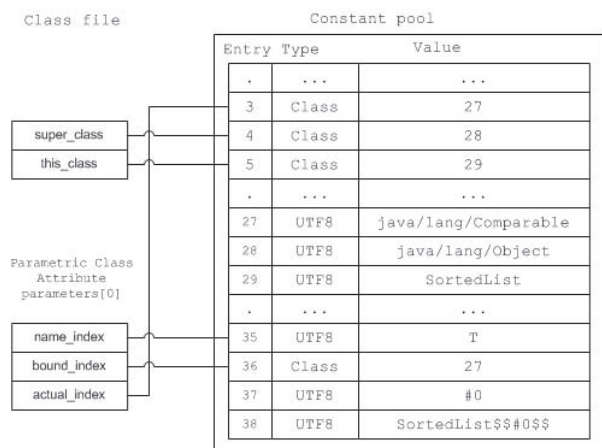 Class file
Constant pool
Entry Type Value
. ... ...
3 Class 27
super_class 4 Class 28
this_class 5 Class 29
. ... ...
27 UTF8 java/lang/Comparable
28 UTF8 java/lang/Object
Parametric Class
Attribute
parameters[0]
29 UTF8 SortedList
. ... ...
name_index 35 UTF8 T
bound_index 36 Class 27
actual_index 37 UTF8 #0
38 UTF8 SortedList$$#0$$